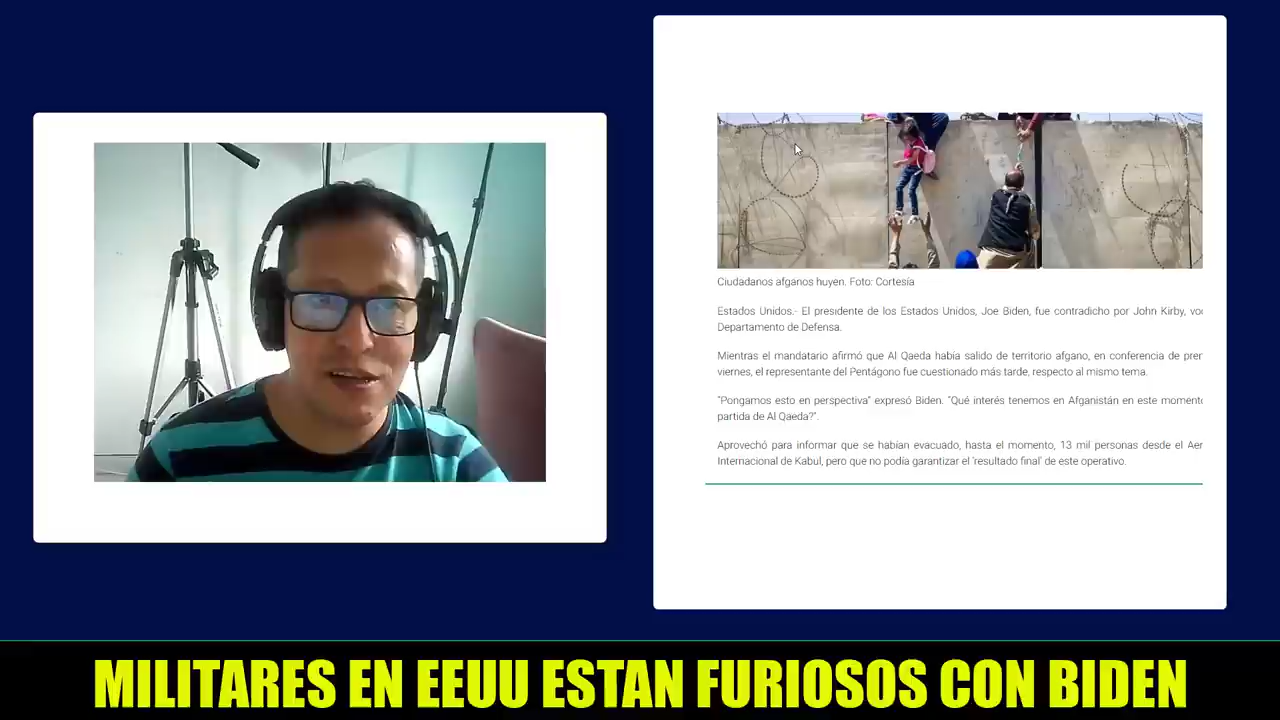 Ciudadanos afganos huyen. Foto: Cortesía
Estados Unidos.- El presidente de los Estados Unidos, Joe Biden, fue contradicho por John Kirby,
Departamento de Defensa.
Mientras el mandatario afirmó que Al Qaeda había salido de territorio afgano, en conferencia de
viernes, el representante del Pentágono fue cuestionado más tarde, respecto al mismo tema.
"Pongamos esto en perspectiva" expresó Biden. "Qué interés tenemos en Afganistán en este momento
partida de Al Qaeda?".
Aprovechó para informar que se habían evacuado, hasta el momento, 13 mil personas desde el
Internacional de Kabul, pero que no podía garantizar el 'resultado final' de este operativo.
MILITARES EN EEUU ESTAN FURIOSOS CON BIDEN